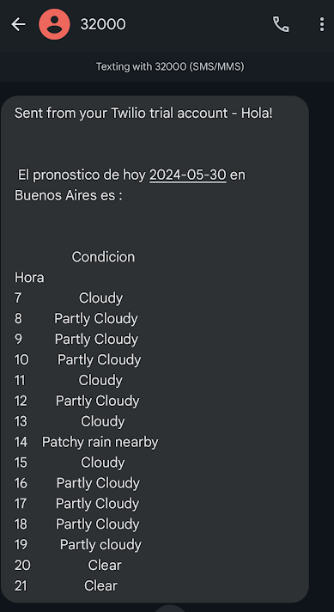 32000
Texting with 32000 (SMS/MMS)
Sent from your Twilio trial account - Hola!
El pronostico de hoy 2024-05-30 en
Buenos Aires es :
Condicion
Hora
7 Cloudy
8 Partly Cloudy
9 Partly Cloudy
10 Partly Cloudy
11 Cloudy
12 Partly Cloudy
13 Cloudy
14 Patchy rain nearby
15 Cloudy
16 Partly Cloudy
17 Partly Cloudy
18 Partly Cloudy
19 Partly cloudy
20 Clear
21 Clear